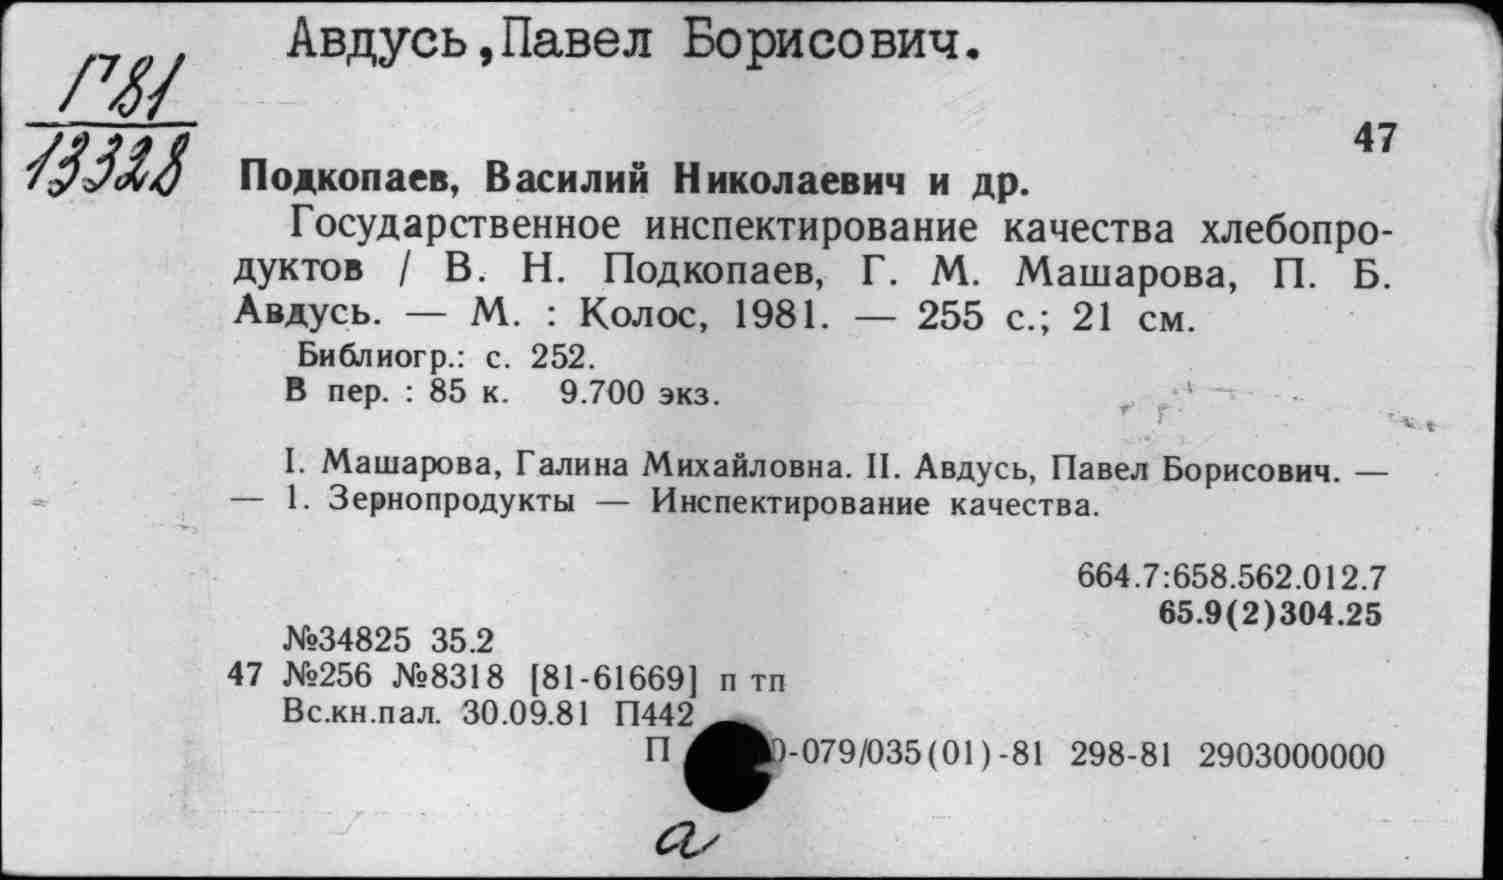 Авдусь, Павел Борисович.
Г81
13328
47
Подкопаев, Василий Николаевич и др.
Государственное инспектирование качества хлебопро-
дуктов / В. Н. Подкопаев, Г. М. Машарова, П. Б.
Авдусь. — М. : Колос, 1981. — 255 с.; 21 см.
Библиогр.: с. 252.
В пер. : 85 к. 9.700 экз.
I. Машарова, Галина Михайловна. II. Авдусь, Павел Борисович. —
— 1. Зернопродукты — Инспектирование качества.
664.7:658.562.012.7
65.9(2)304.25
№34825 35.2
47 №256 №8318 [81-61669] п тп
Вс.кн.пал. 30.09.81 П442
П 0-079/035(01)-81 298-81 2903000000
а